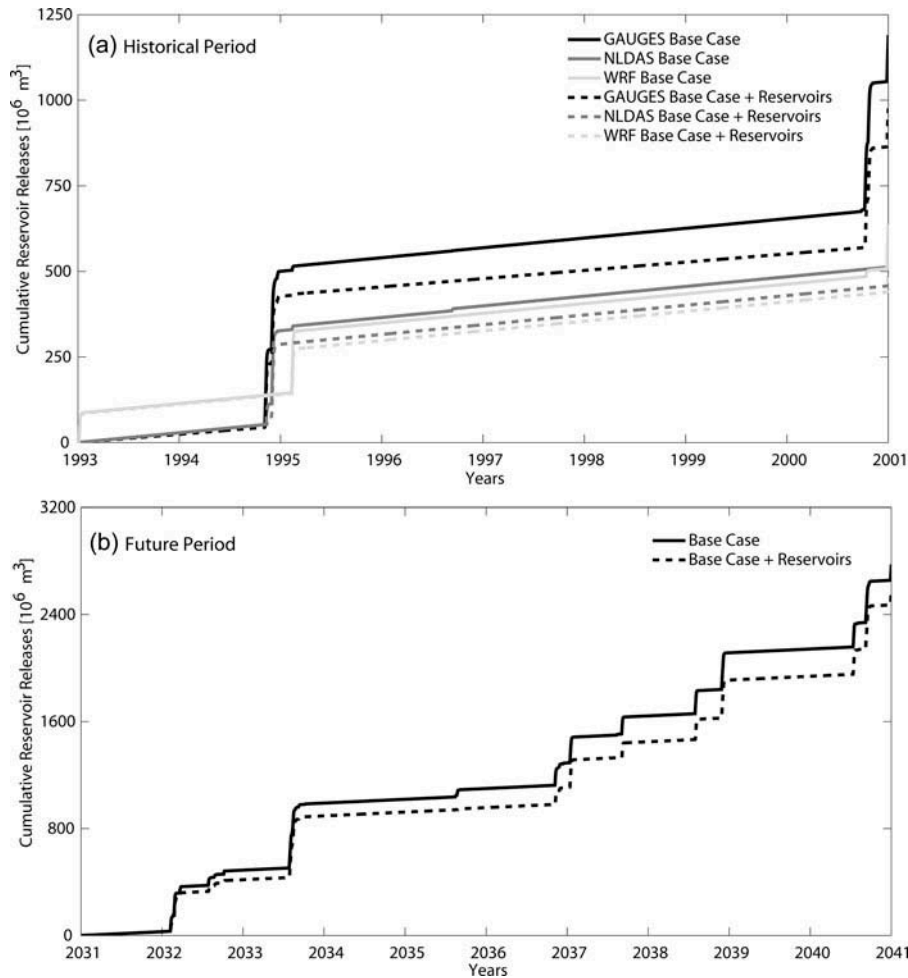 1250
(a) Historical Period
GAUGES Base Case
NLDAS Base Case
WRF Base Case
GAUGES Base Case + Reservoirs
NLDAS Base Case + Reservoirs
WRF Base Case + Reservoirs
1000
750
500
250
0
Cumulative Reservoir Releases [10⁶ m³]
1993 1994 1995 1996 1997 1998 1999 2000 2001
Years
3200
(b) Future Period
Base Case
Base Case + Reservoirs
2400
1600
800
0
Cumulative Reservoir Releases [10⁶ m³]
2031 2032 2033 2034 2035 2036 2037 2038 2039 2040 2041
Years